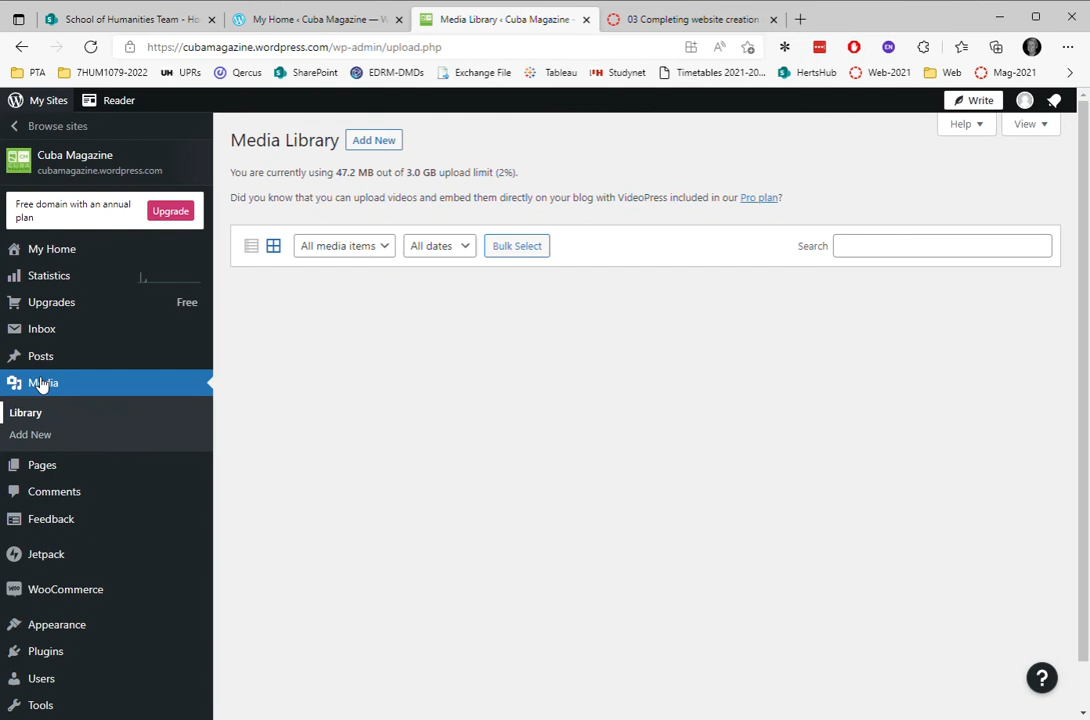 School of Humanities Team - Ho
My Home ‹ Cuba Magazine — W
Media Library ‹ Cuba Magazine -
03 Completing website creation
https://cubamagazine.wordpress.com/wp-admin/upload.php
PTA
7HUM1079-2022
UH UPRs
Qercus
SharePoint
EDRM-DMDs
Exchange File
Tableau
Studynet
Timetables 2021-20...
HertsHub
Web-2021
Web
Mag-2021
My Sites
Reader
Write
Browse sites
Cuba Magazine
cubamagazine.wordpress.com
Free domain with an annual
plan
Upgrade
My Home
Statistics
Upgrades
Free
Inbox
Posts
Media
Library
Add New
Pages
Comments
Feedback
Jetpack
WooCommerce
Appearance
Plugins
Users
Tools
Help
View
Media Library
Add New
You are currently using 47.2 MB out of 3.0 GB upload limit (2%).
Did you know that you can upload videos and embed them directly on your blog with VideoPress included in our Pro plan?
All media items
All dates
Bulk Select
Search
?